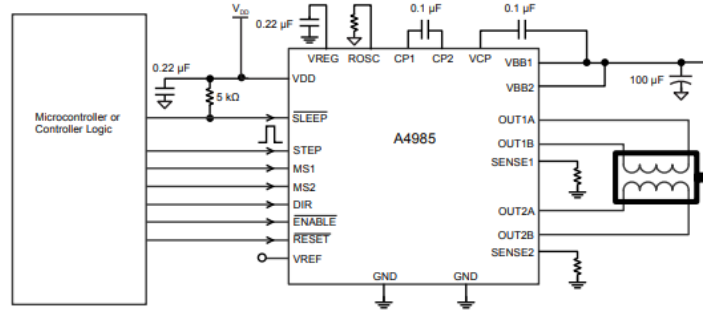 V_DD
0.22 µF
0.1 µF
0.1 µF
VREG
ROSC
CP1
CP2
VCP
VBB1
0.22 µF
VDD
VBB2
100 µF
5 kΩ
Microcontroller or
Controller Logic
SLEEP
OUT1A
A4985
OUT1B
STEP
SENSE1
MS1
MS2
DIR
OUT2A
ENABLE
OUT2B
RESET
VREF
SENSE2
GND
GND